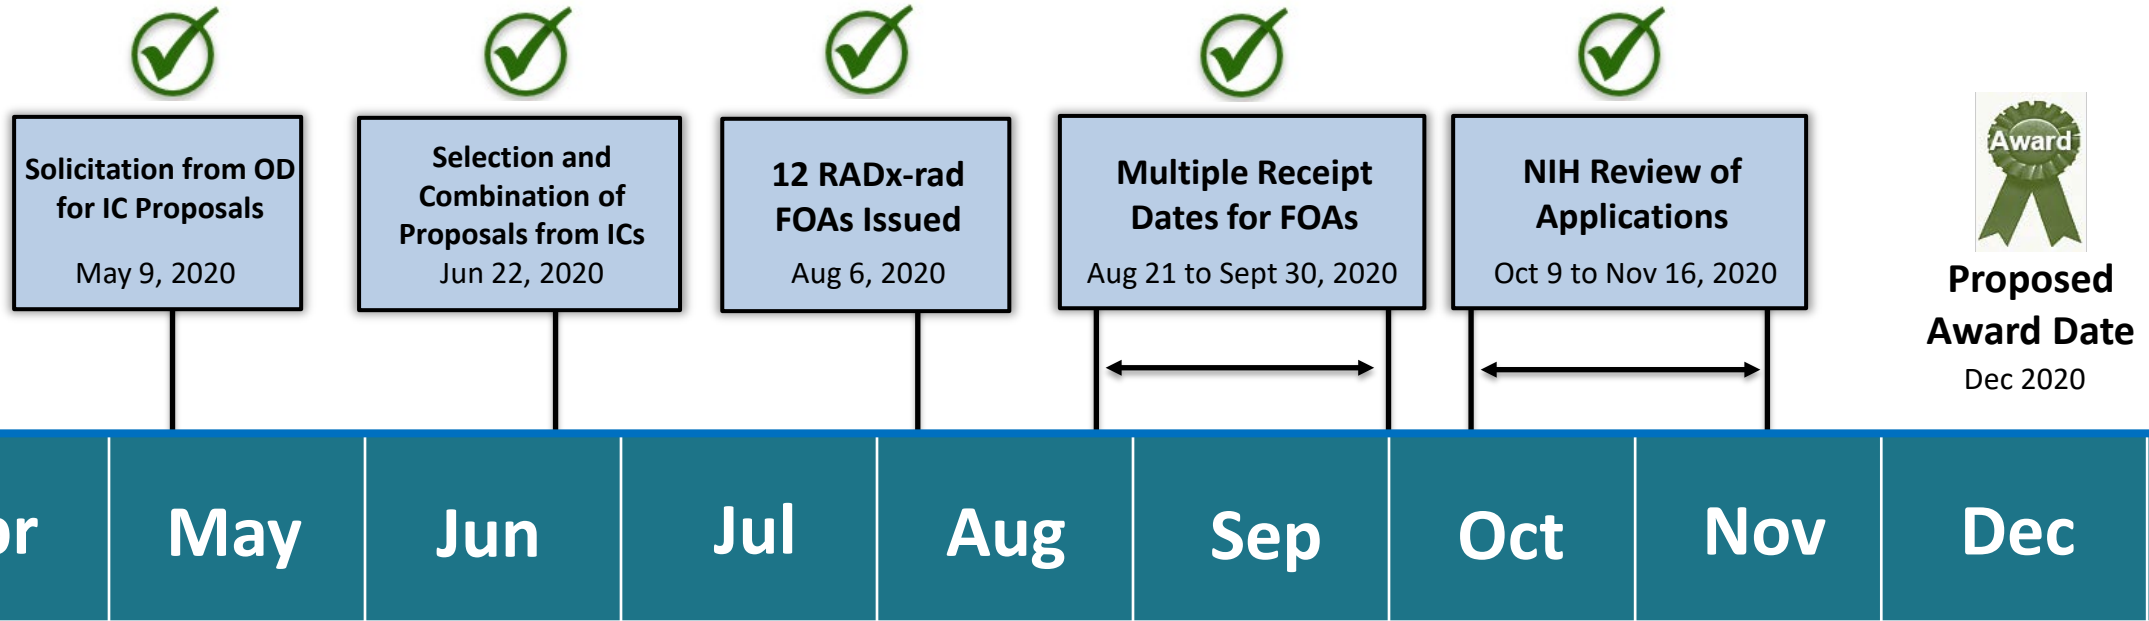 Solicitation from OD
for IC Proposals
May 9, 2020
Selection and
Combination of
Proposals from ICs
Jun 22, 2020
12 RADx-rad
FOAs Issued
Aug 6, 2020
Multiple Receipt
Dates for FOAs
Aug 21 to Sept 30, 2020
NIH Review of
Applications
Oct 9 to Nov 16, 2020
Award
Proposed
Award Date
Dec 2020
May
Jun
Jul
Aug
Sep
Oct
Nov
Dec